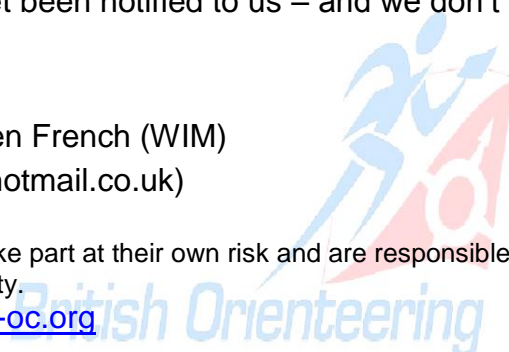 been notified to us – and we don't
en French (WIM)
hotmail.co.uk)
ke part at their own risk and are responsible
ty.
British Orienteering
-oc.org